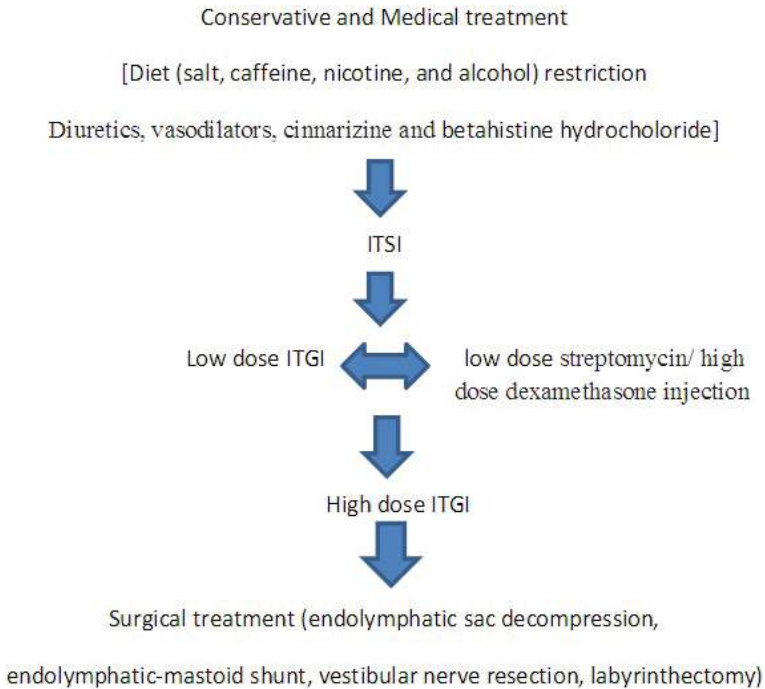 Conservative and Medical treatment
[Diet (salt, caffeine, nicotine, and alcohol) restriction
Diuretics, vasodilators, cinnarizine and betahistine hydrocholoride]
ITSI
Low dose ITGI
low dose streptomycin/ high
dose dexamethasone injection
High dose ITGI
Surgical treatment (endolymphatic sac decompression,
endolymphatic-mastoid shunt, vestibular nerve resection, labyrinthectomy)